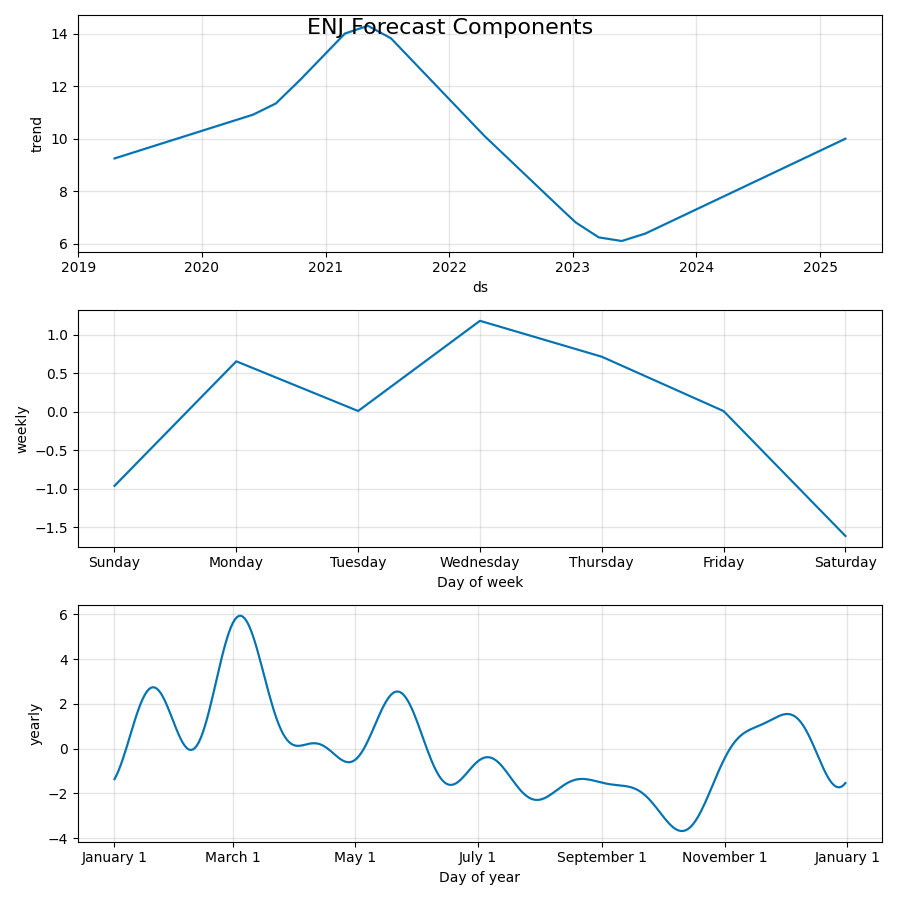 ENJ Forecast Components
14
12
10
8
6
trend
2019 2020 2021 2022 2023 2024 2025
ds
1.0
0.5
0.0
−0.5
−1.0
−1.5
weekly
Sunday Monday Tuesday Wednesday Thursday Friday Saturday
Day of week
6
4
2
0
−2
−4
yearly
January 1 March 1 May 1 July 1 September 1 November 1 January 1
Day of year